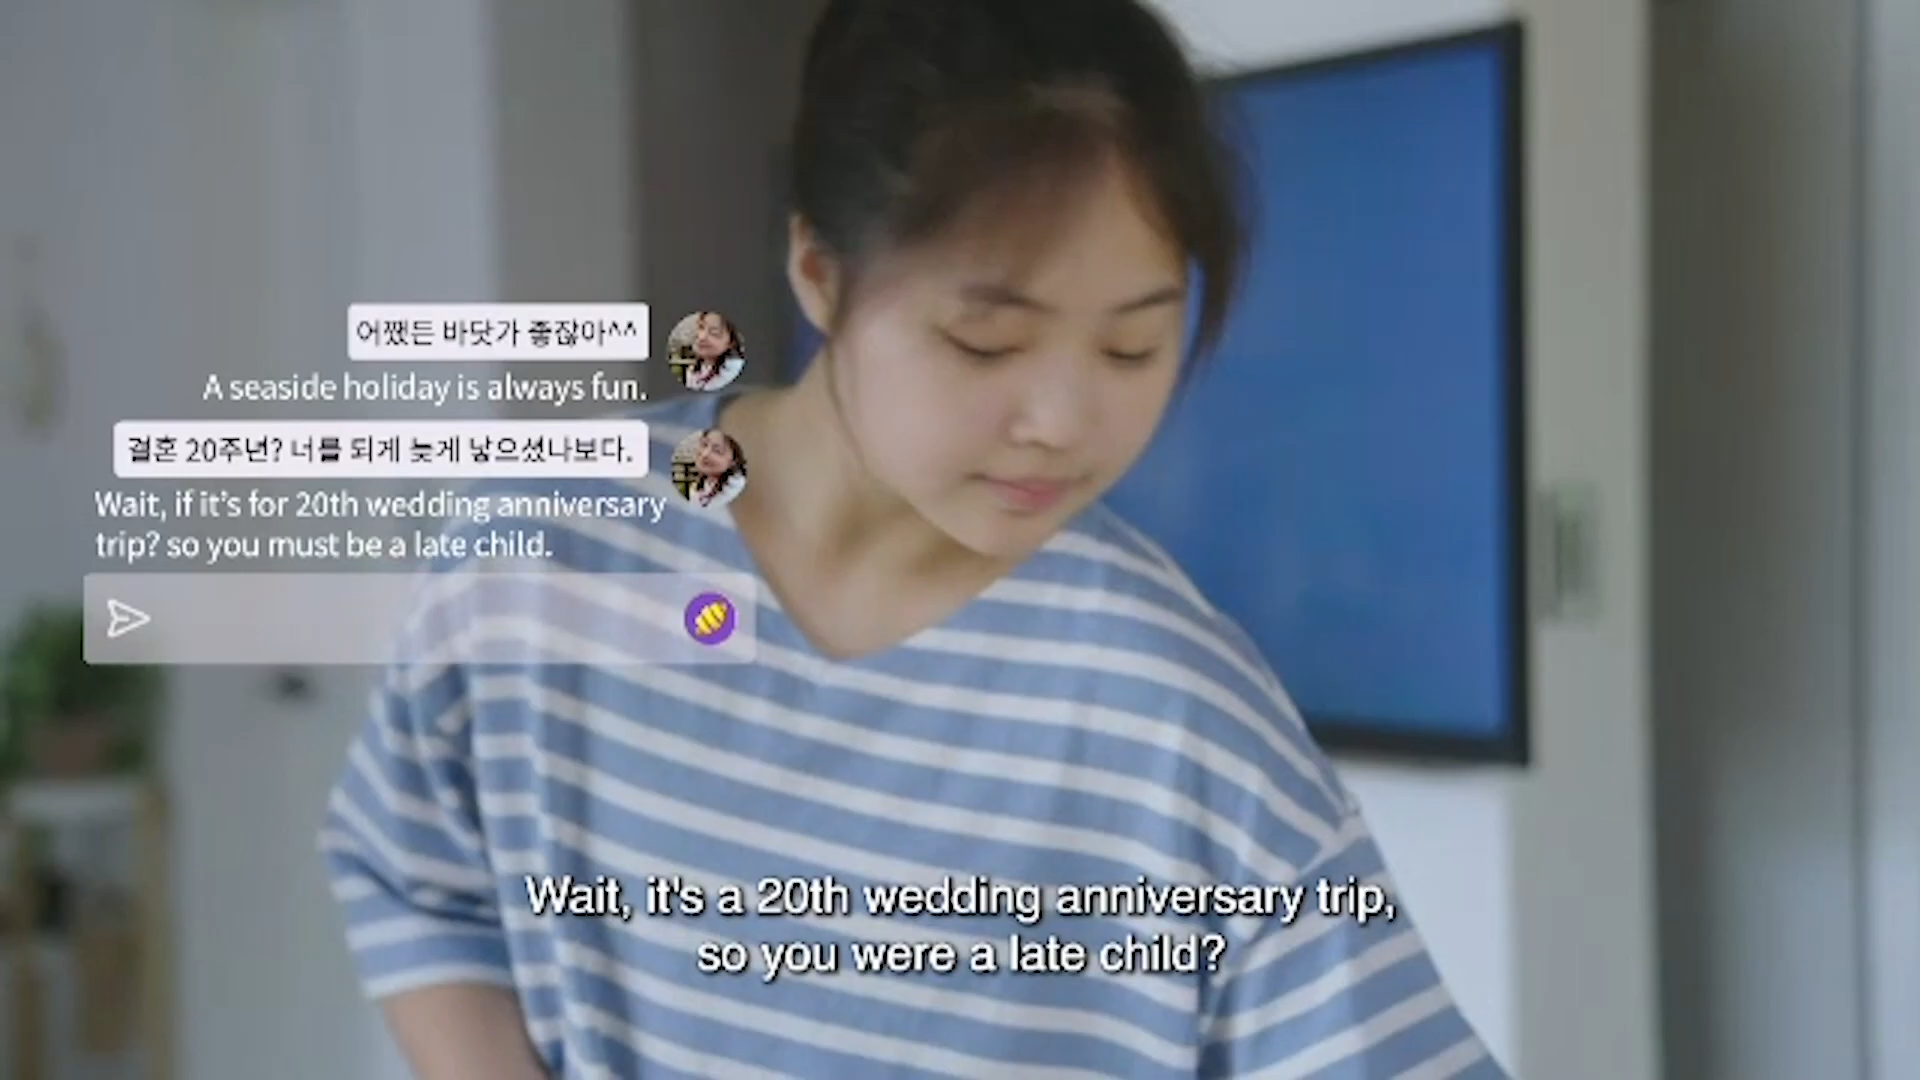 어쨌든 바닷가 좋잖아^^
A seaside holiday is always fun.
결혼 20주년? 너를 되게 늦게 낳으셨나보다.
Wait, if it's for 20th wedding anniversary
trip? so you must be a late child.
Wait, it's a 20th wedding anniversary trip,
so you were a late child?